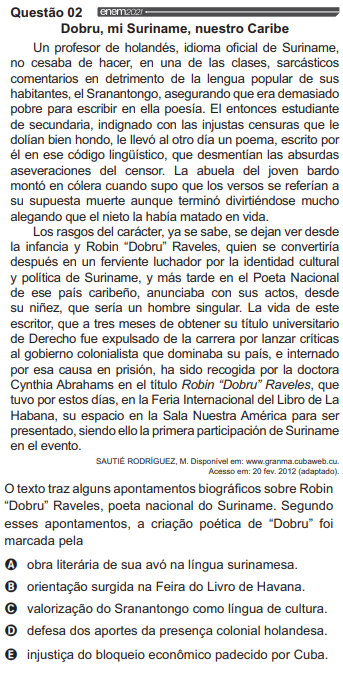 Questão 02 enem2021
Dobru, mi Suriname, nuestro Caribe
Un profesor de holandés, idioma oficial de Suriname,
no cesaba de hacer, en una de las clases, sarcásticos
comentarios en detrimento de la lengua popular de sus
habitantes, el Sranantongo, asegurando que era demasiado
pobre para escribir en ella poesía. El entonces estudiante
de secundaria, indignado con las injustas censuras que le
dolían bien hondo, le llevó al otro día un poema, escrito por
él en ese código lingüístico, que desmentían las absurdas
aseveraciones del censor. La abuela del joven bardo
montó en cólera cuando supo que los versos se referían a
su supuesta muerte aunque terminó divirtiéndose mucho
alegando que el nieto la había matado en vida.
Los rasgos del carácter, ya se sabe, se dejan ver desde
la infancia y Robin “Dobru” Raveles, quien se convertiría
después en un ferviente luchador por la identidad cultural
y política de Suriname, y más tarde en el Poeta Nacional
de ese país caribeño, anunciaba con sus actos, desde
su niñez, que sería un hombre singular. La vida de este
escritor, que a tres meses de obtener su título universitario
de Derecho fue expulsado de la carrera por lanzar críticas
al gobierno colonialista que dominaba su país, e internado
por esa causa en prisión, ha sido recogida por la doctora
Cynthia Abrahams en el título Robin “Dobru” Raveles, que
tuvo por estos días, en la Feria Internacional del Libro de La
Habana, su espacio en la Sala Nuestra América para ser
presentado, siendo ello la primera participación de Suriname
en el evento.
SAUTIÉ RODRÍGUEZ, M. Disponível em: www.granma.cubaweb.cu.
Acesso em: 20 fev. 2012 (adaptado).
O texto traz alguns apontamentos biográficos sobre Robin
“Dobru” Raveles, poeta nacional do Suriname. Segundo
esses apontamentos, a criação poética de “Dobru” foi
marcada pela
A obra literária de sua avó na língua surinamesa.
B orientação surgida na Feira do Livro de Havana.
C valorização do Sranantongo como língua de cultura.
D defesa dos aportes da presença colonial holandesa.
E injustiça do bloqueio econômico padecido por Cuba.